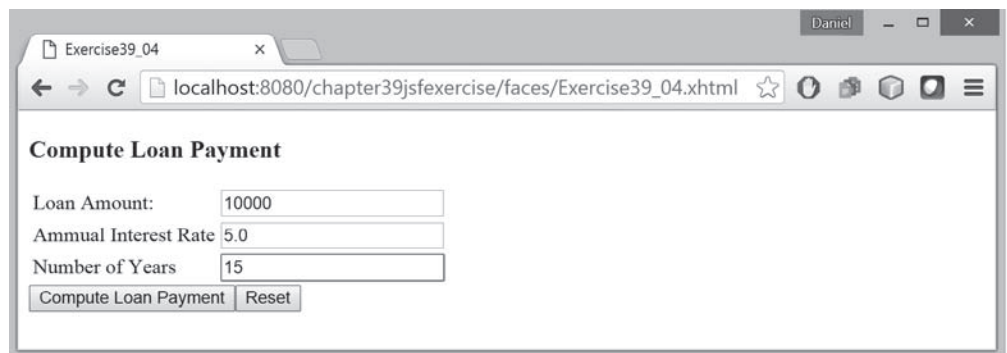 Daniel
Exercise39_04
localhost:8080/chapter39jsfexercise/faces/Exercise39_04.xhtml
Compute Loan Payment
Loan Amount: 10000
Ammual Interest Rate 5.0
Number of Years 15
Compute Loan Payment Reset